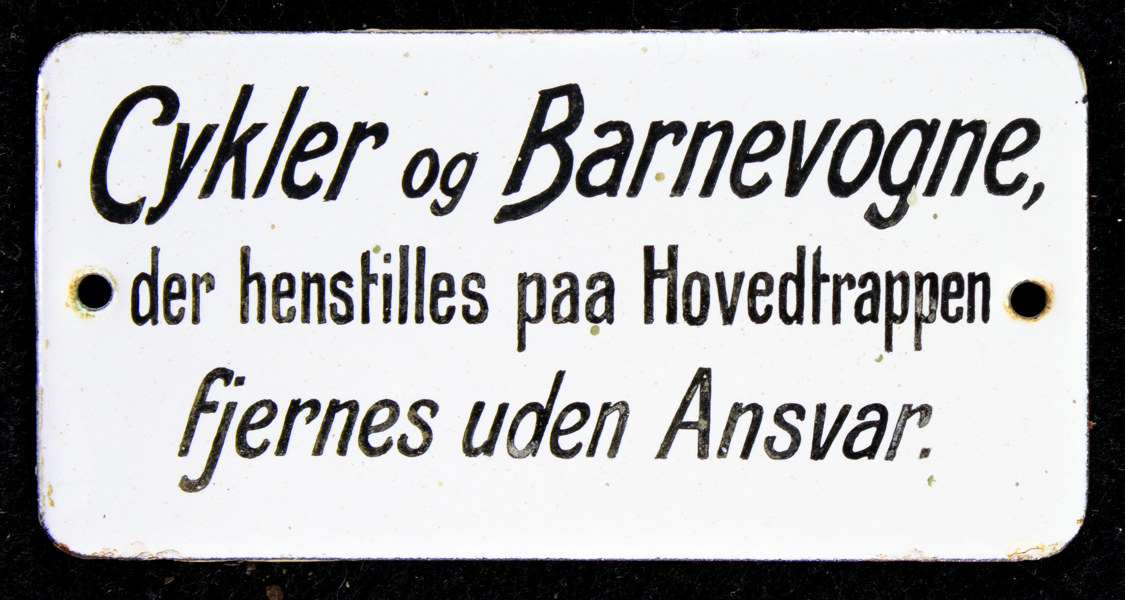 Cykler og Barnevogne,
der henstilles paa Hovedtrappen
fjernes uden Ansvar.